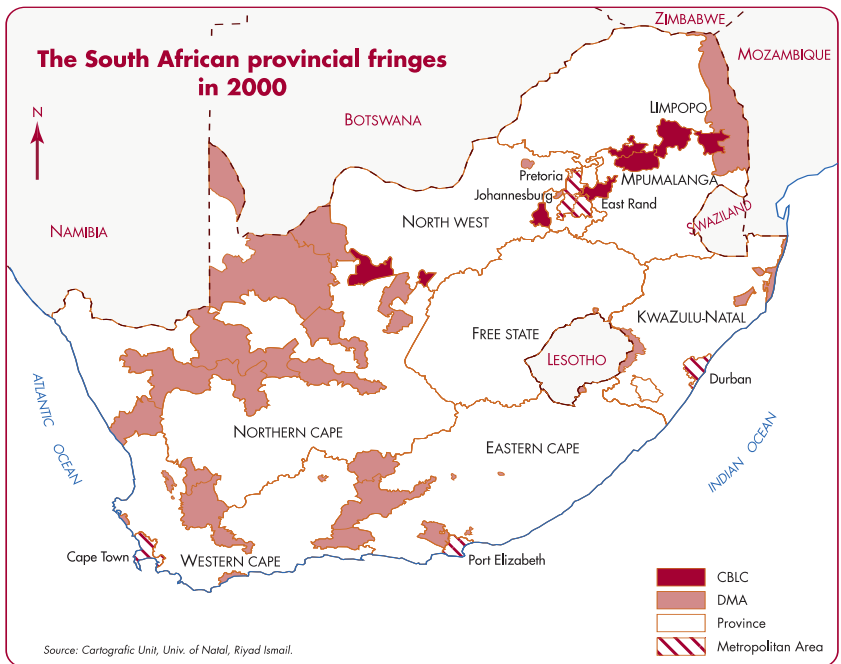 The South African provincial fringes
in 2000
N
ZIMBABWE
MOZAMBIQUE
BOTSWANA
LIMPOPO
Pretoria
MPUMALANGA
Johannesburg
East Rand
NORTH WEST
SWAZILAND
NAMIBIA
KWAZULU-NATAL
FREE STATE
LESOTHO
Durban
ATLANTIC OCEAN
NORTHERN CAPE
EASTERN CAPE
INDIAN OCEAN
Cape Town
WESTERN CAPE
Port Elizabeth
CBLC
DMA
Province
Metropolitan Area
Source: Cartografic Unit, Univ. of Natal, Riyad Ismail.